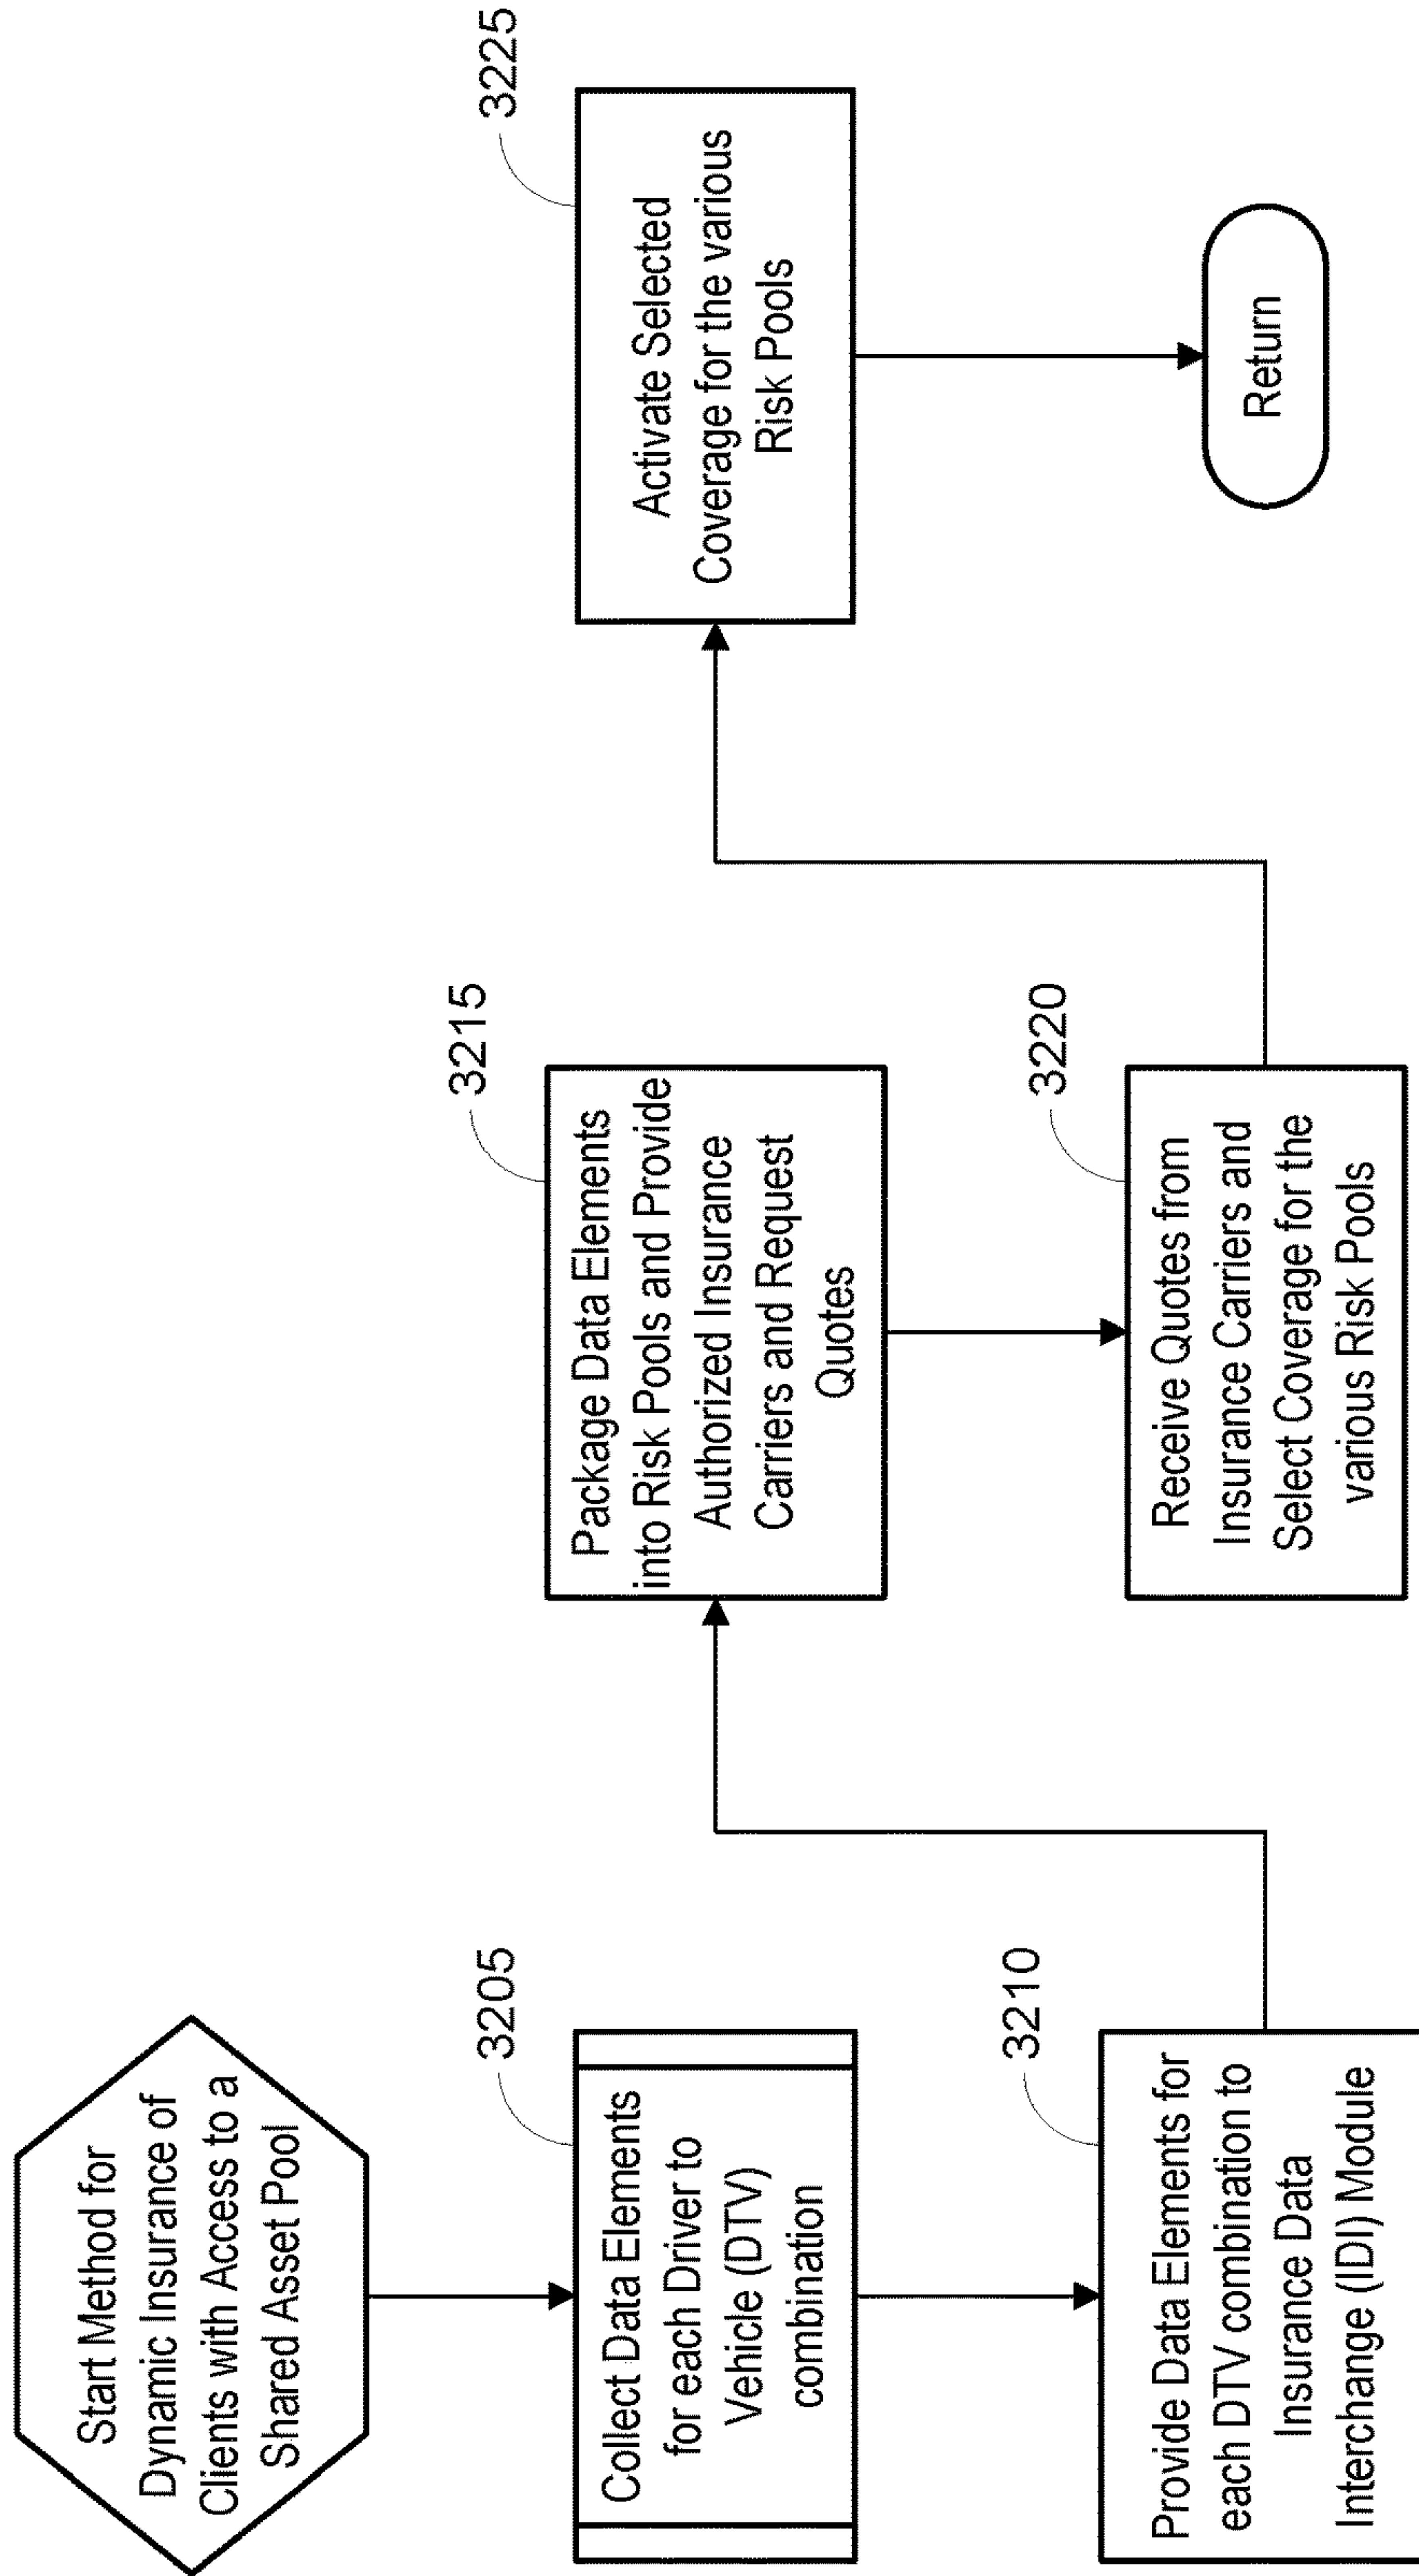 Start Method for
Dynamic Insurance of
Clients with Access to a
Shared Asset Pool
3205
Collect Data Elements
for each Driver to
Vehicle (DTV)
combination
3210
Provide Data Elements for
each DTV combination to
Insurance Data
Interchange (IDI) Module
3215
Package Data Elements
into Risk Pools and Provide
Authorized Insurance
Carriers and Request
Quotes
3220
Receive Quotes from
Insurance Carriers and
Select Coverage for the
various Risk Pools
3225
Activate Selected
Coverage for the various
Risk Pools
Return